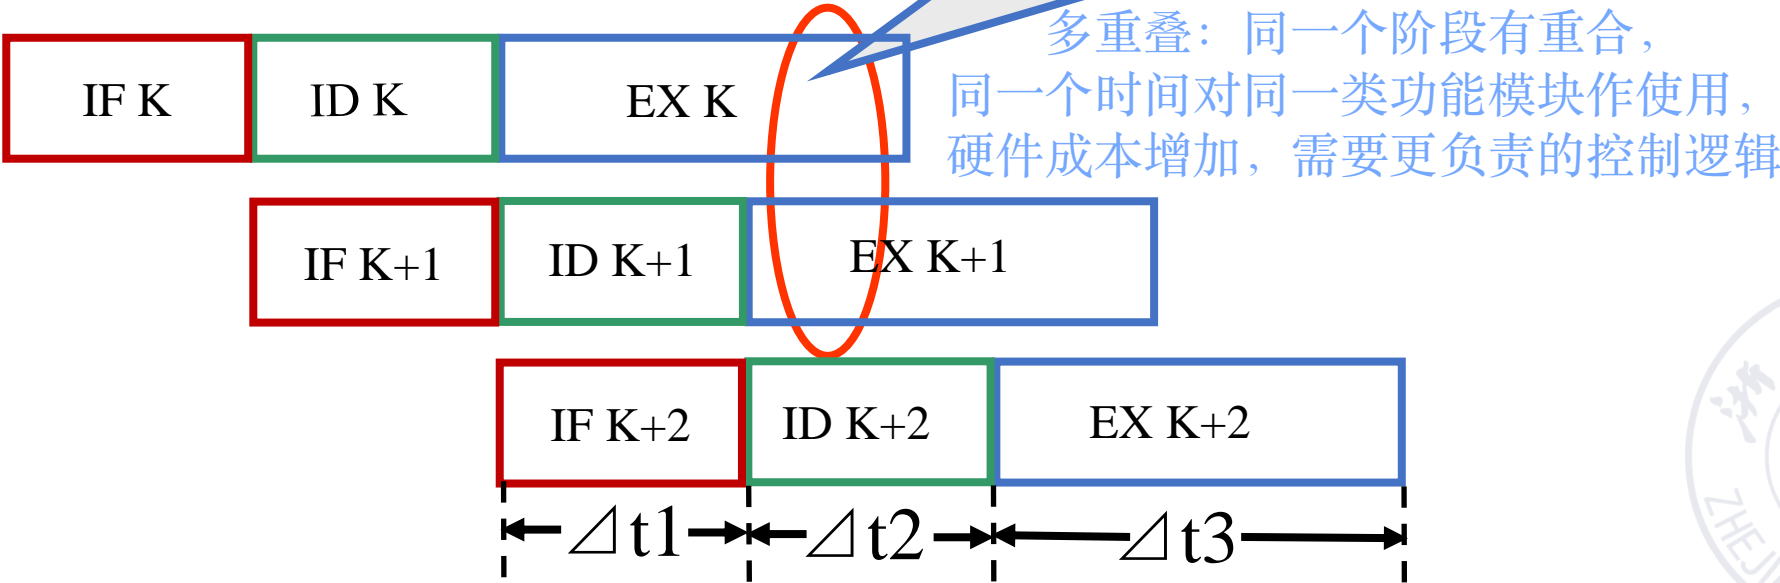 多重叠：同一个阶段有重合，
同一个时间对同一类功能模块作使用，
硬件成本增加，需要更负责的控制逻辑
IF K
ID K
EX K
IF K+1
ID K+1
EX K+1
IF K+2
ID K+2
EX K+2
⊿t1
⊿t2
⊿t3
浙